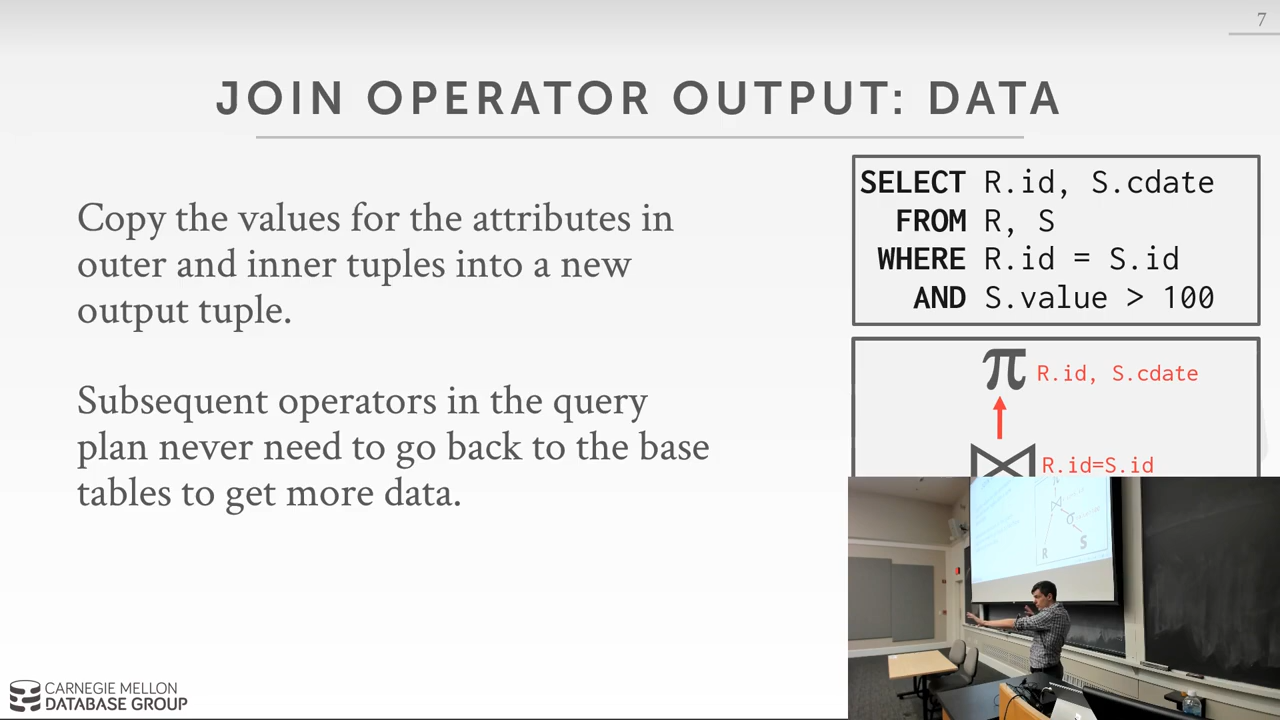 7
JOIN OPERATOR OUTPUT: DATA
Copy the values for the attributes in
outer and inner tuples into a new
output tuple.
Subsequent operators in the query
plan never need to go back to the base
tables to get more data.
SELECT R.id, S.cdate
FROM R, S
WHERE R.id = S.id
AND S.value > 100
π R.id, S.cdate
⋈ R.id=S.id
R
S
CARNEGIE MELLON
DATABASE GROUP